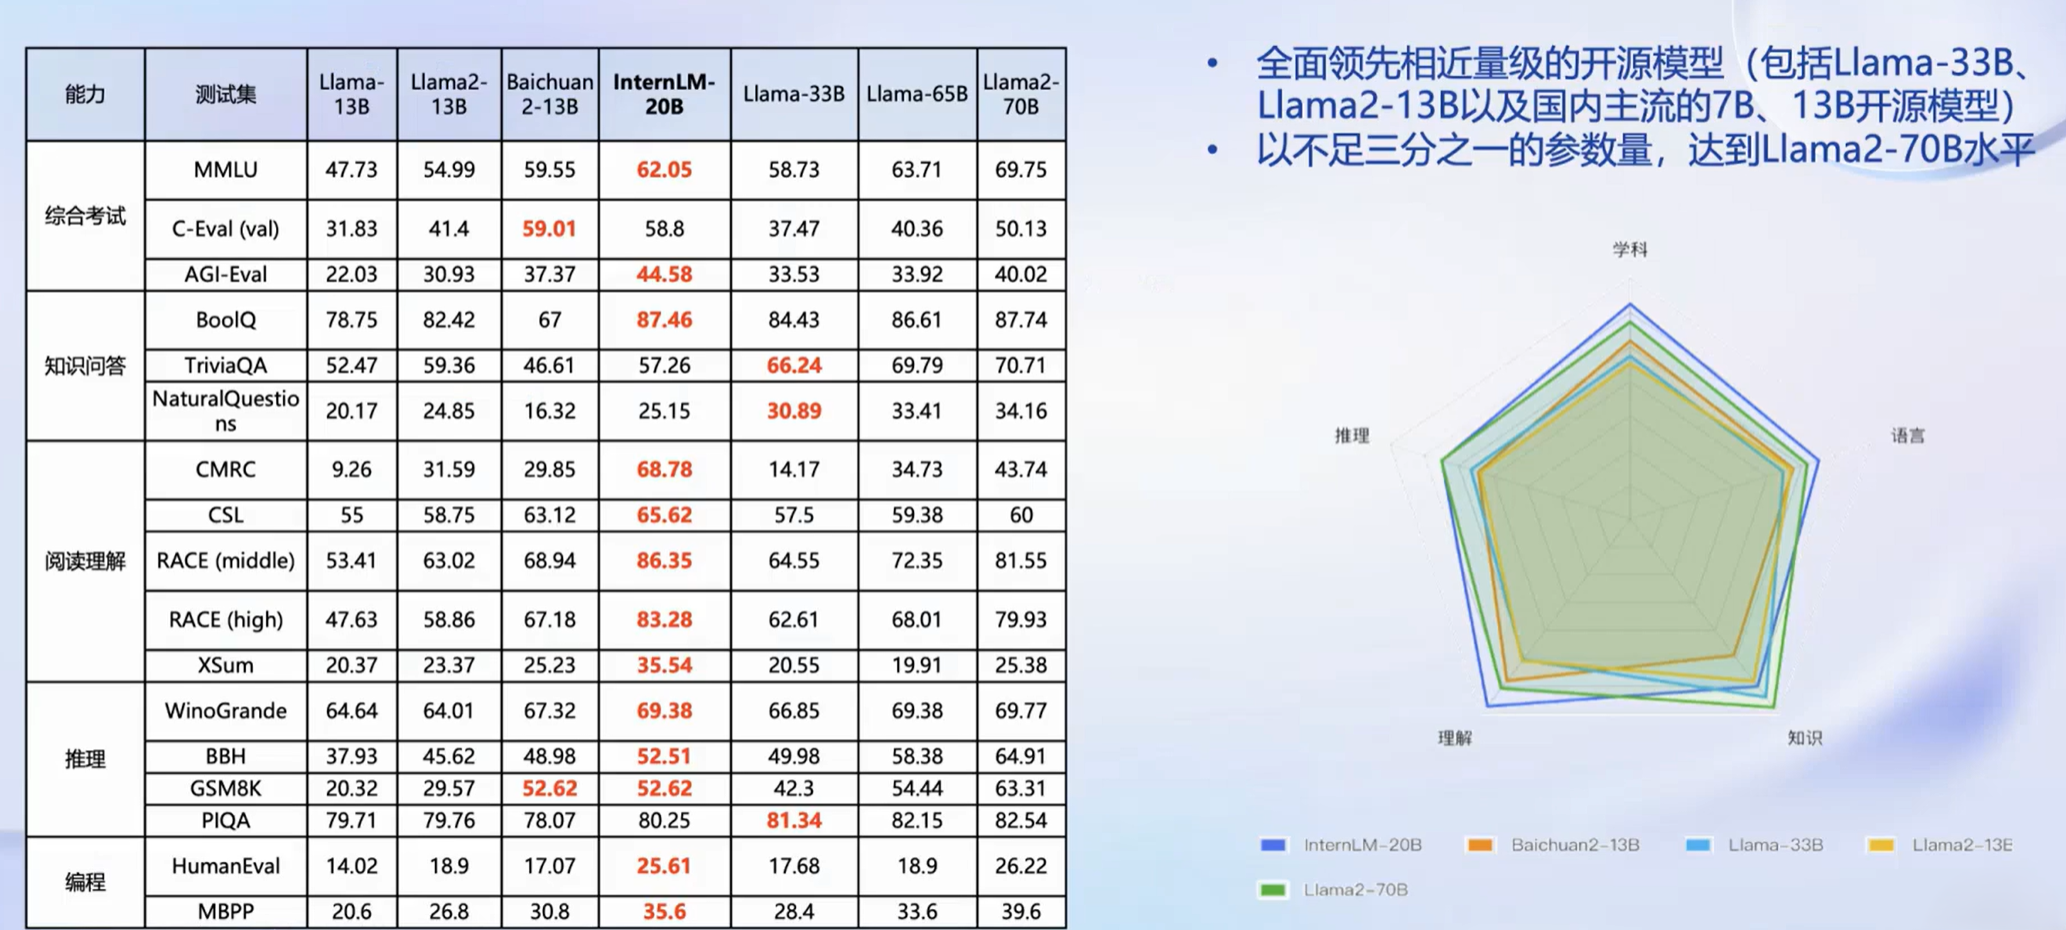 能力 测试集 Llama-13B Llama2-13B Baichuan2-13B InternLM-20B Llama-33B Llama-65B Llama2-70B
综合考试 MMLU 47.73 54.99 59.55 62.05 58.73 63.71 69.75
C-Eval (val) 31.83 41.4 59.01 58.8 37.47 40.36 50.13
AGI-Eval 22.03 30.93 37.37 44.58 33.53 33.92 40.02
知识问答 BoolQ 78.75 82.42 67 87.46 84.43 86.61 87.74
TriviaQA 52.47 59.36 46.61 57.26 66.24 69.79 70.71
NaturalQuestions 20.17 24.85 16.32 25.15 30.89 33.41 34.16
阅读理解 CMRC 9.26 31.59 29.85 68.78 14.17 34.73 43.74
CSL 55 58.75 63.12 65.62 57.5 59.38 60
RACE (middle) 53.41 63.02 68.94 86.35 64.55 72.35 81.55
RACE (high) 47.63 58.86 67.18 83.28 62.61 68.01 79.93
XSum 20.37 23.37 25.23 35.54 20.55 19.91 25.38
推理 WinoGrande 64.64 64.01 67.32 69.38 66.85 69.38 69.77
BBH 37.93 45.62 48.98 52.51 49.98 58.38 64.91
GSM8K 20.32 29.57 52.62 52.62 42.3 54.44 63.31
PIQA 79.71 79.76 78.07 80.25 81.34 82.15 82.54
编程 HumanEval 14.02 18.9 17.07 25.61 17.68 18.9 26.22
MBPP 20.6 26.8 30.8 35.6 28.4 33.6 39.6
• 全面领先相近量级的开源模型（包括Llama-33B、
Llama2-13B以及国内主流的7B、13B开源模型）
• 以不足三分之一的参数量，达到Llama2-70B水平
学科
推理 语言
理解 知识
InternLM-20B Baichuan2-13B Llama-33B Llama2-13B
Llama2-70B